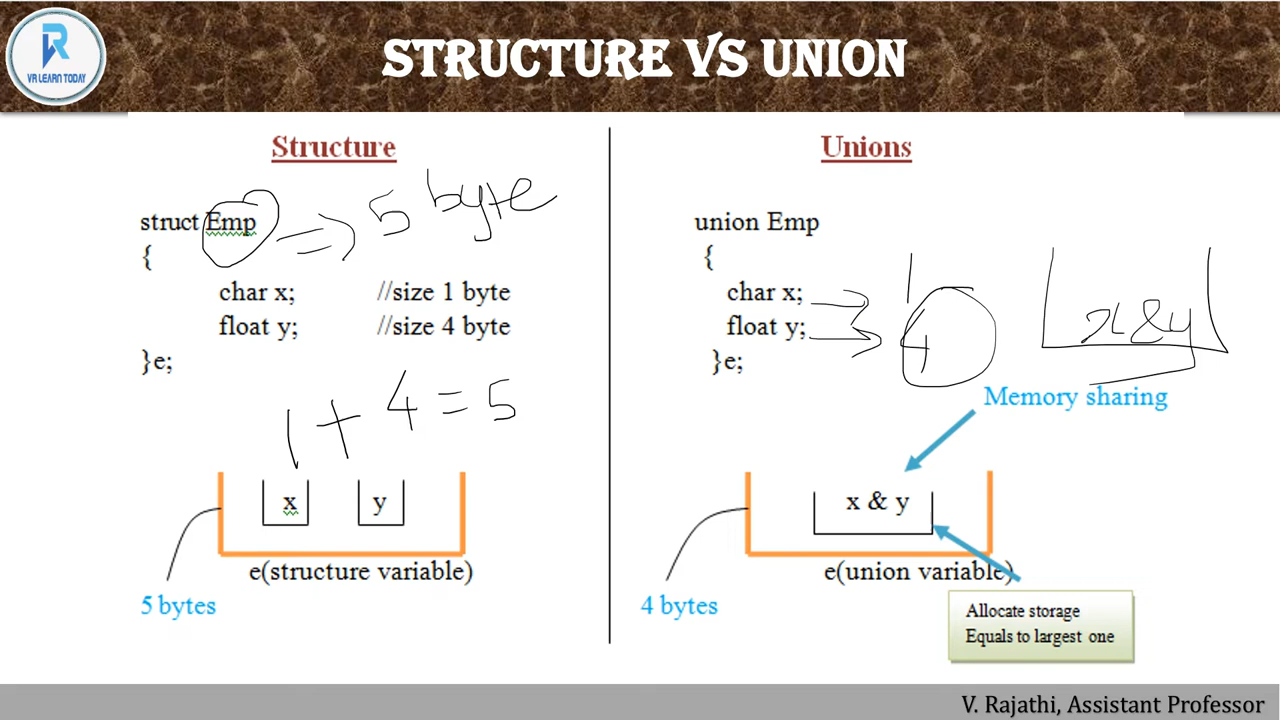 VR LEARN TODAY
STRUCTURE VS UNION
Structure
struct Emp
=> 5 byte
{
char x; //size 1 byte
float y; //size 4 byte
}e;
1 + 4 = 5
x y
e(structure variable)
5 bytes
Unions
union Emp
{
char x; 1
float y; 4
}e;
x & y
Memory sharing
x & y
e(union variable)
4 bytes
Allocate storage
Equals to largest one
V. Rajathi, Assistant Professor